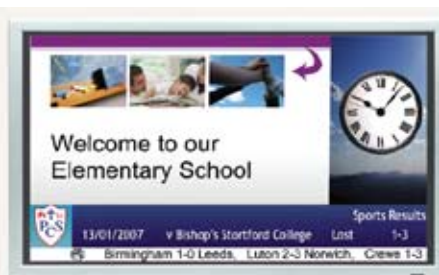 Welcome to our
Elementary School
Sports Results
PCS
13/01/2007 v Bishop's Stortford College Lost 1-3
Birmingham 1-0 Leeds, Luton 2-3 Norwich, Crewe 1-3